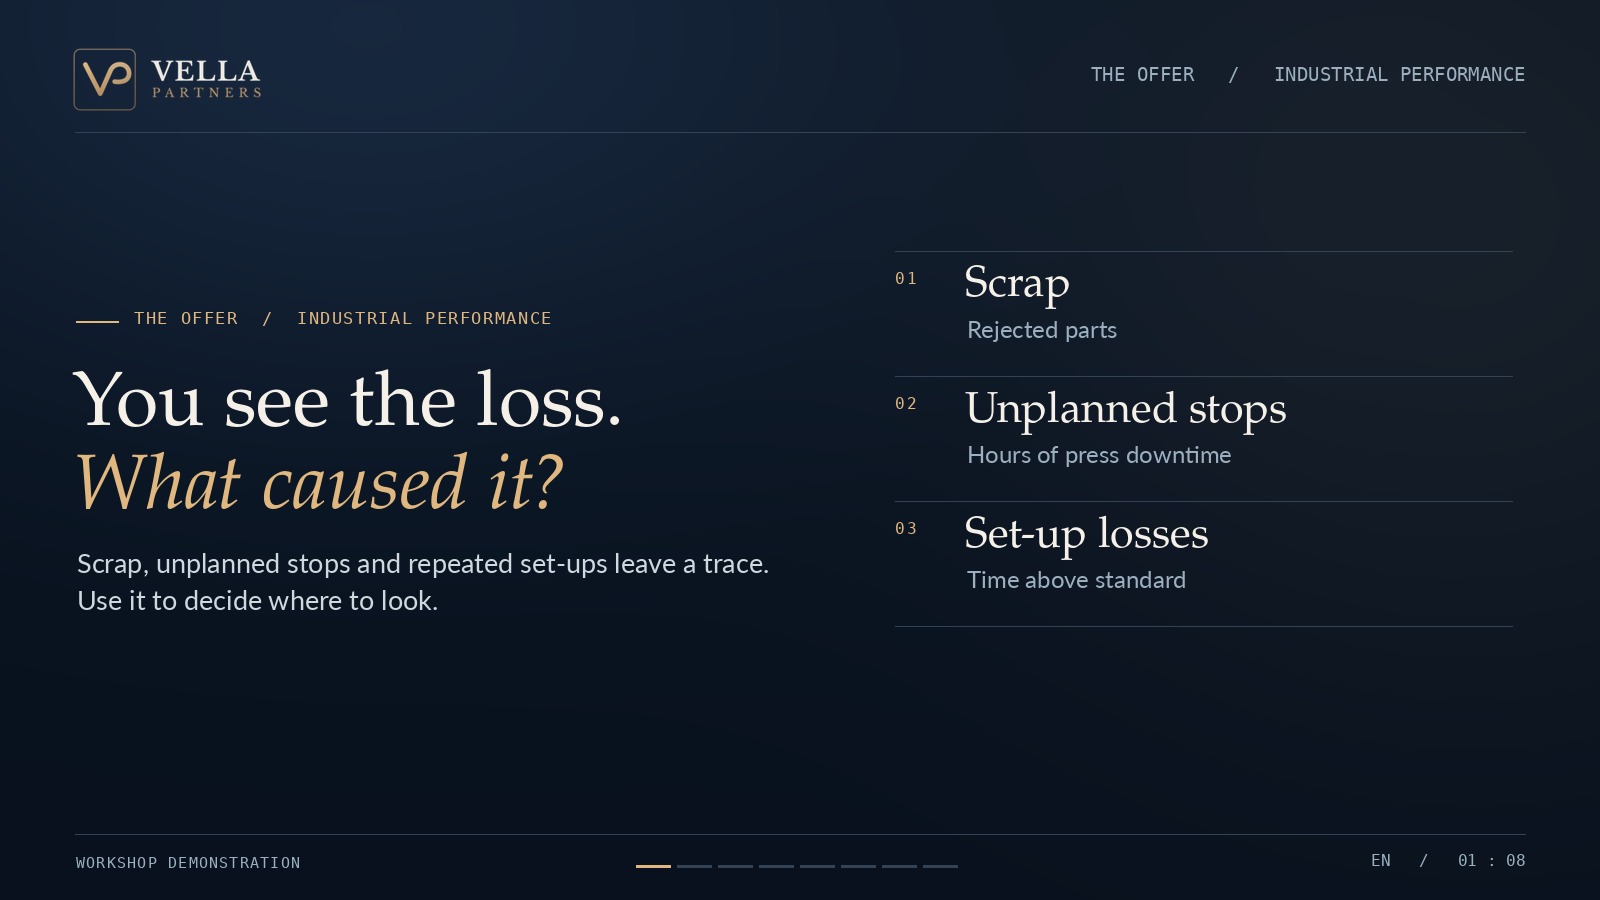 VELLA
PARTNERS
THE OFFER / INDUSTRIAL PERFORMANCE
THE OFFER / INDUSTRIAL PERFORMANCE
You see the loss.
What caused it?
Scrap, unplanned stops and repeated set-ups leave a trace.
Use it to decide where to look.
01 Scrap
Rejected parts
02 Unplanned stops
Hours of press downtime
03 Set-up losses
Time above standard
WORKSHOP DEMONSTRATION
EN / 01 : 08